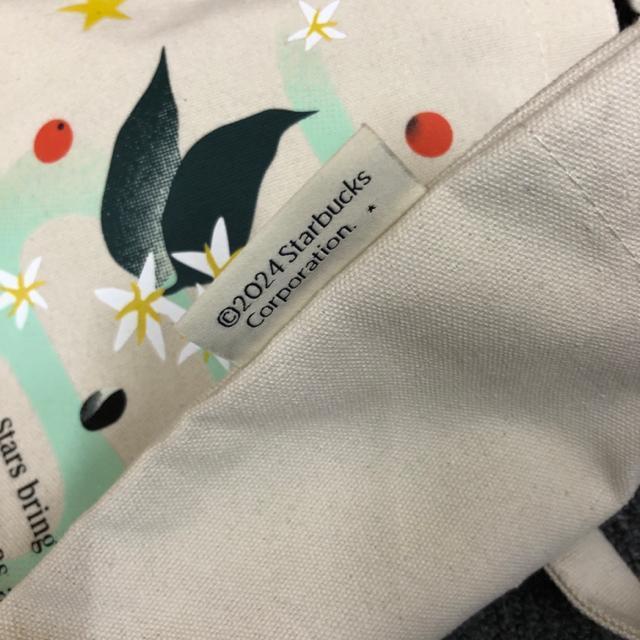 ©2024 Starbucks
Corporation.
Stars bring